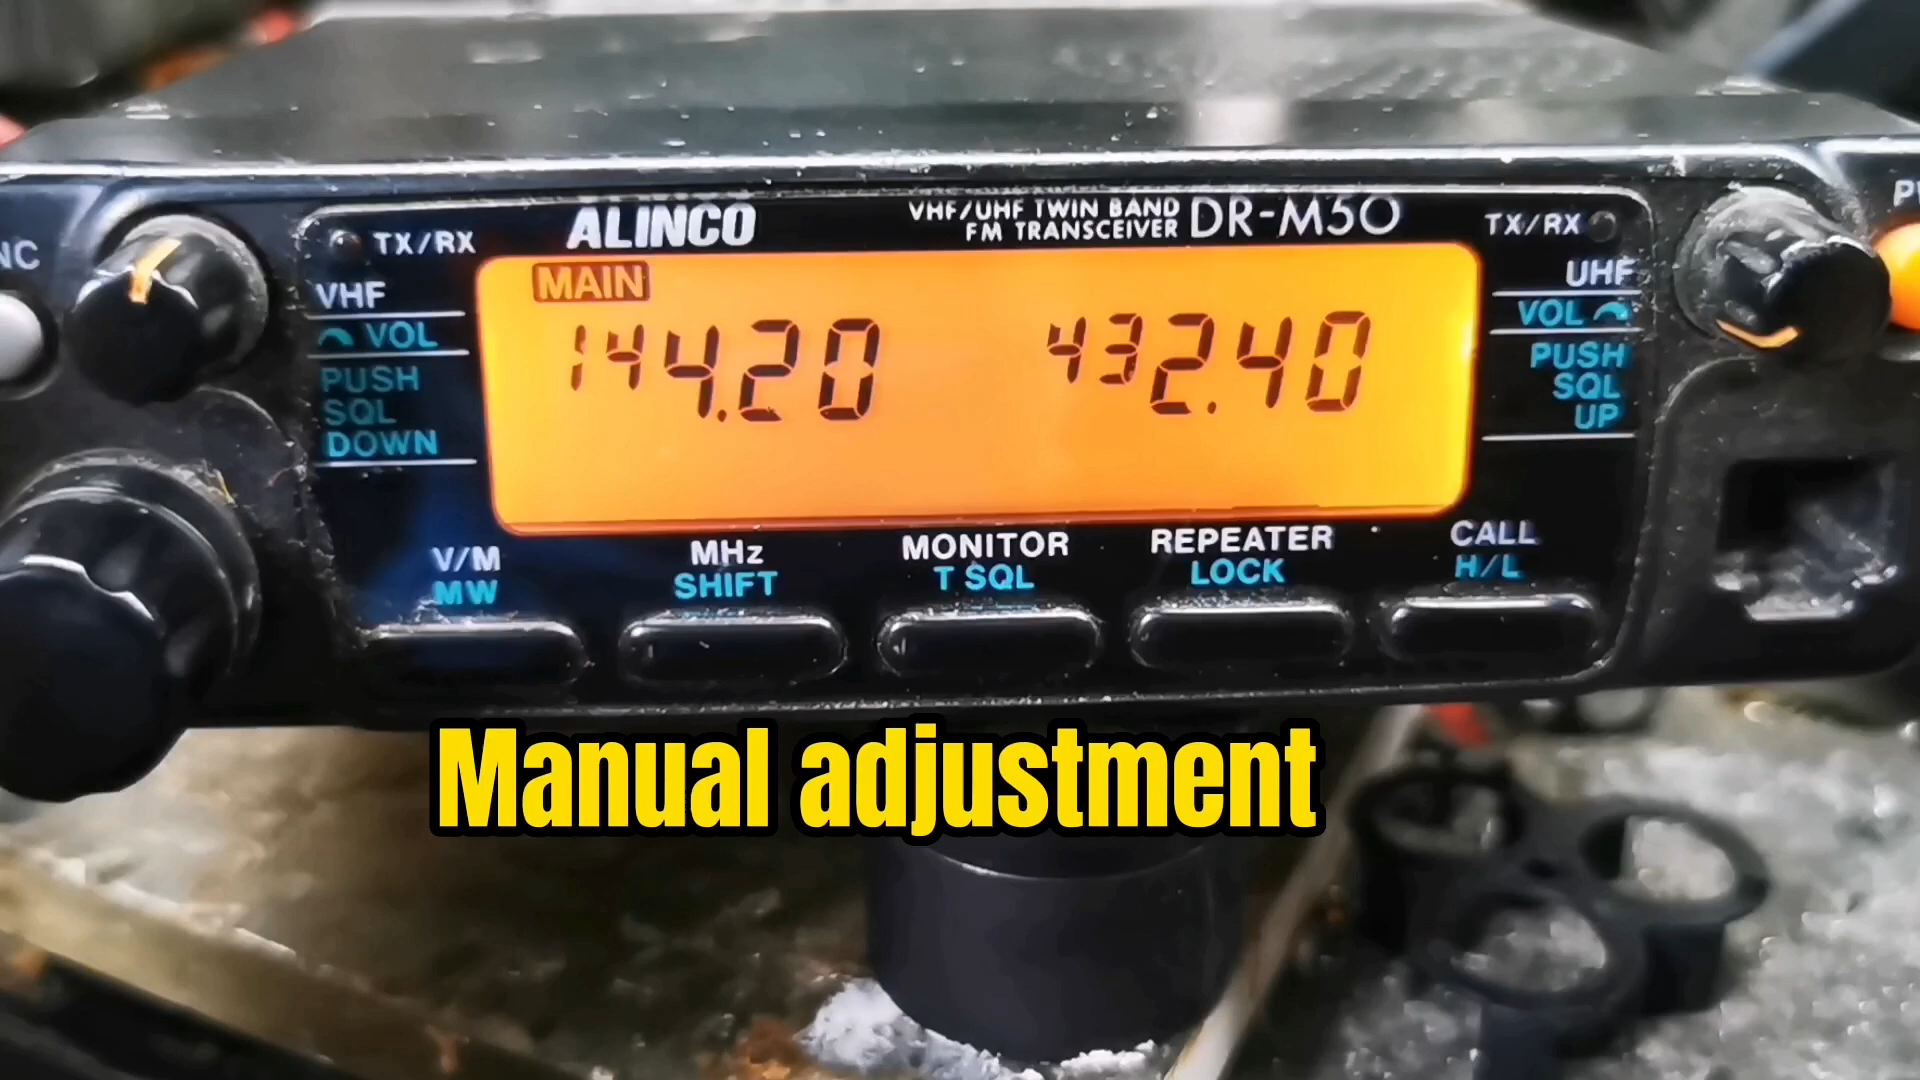 ALINCO
VHF/UHF TWIN BAND
FM TRANSCEIVER
DR-M50
TX/RX
TX/RX
VHF
VOL
PUSH
SQL
DOWN
MAIN
144.20
432.40
UHF
VOL
PUSH
SQL
UP
V/M
MW
MHz
SHIFT
MONITOR
T SQL
REPEATER
LOCK
CALL
H/L
Manual adjustment